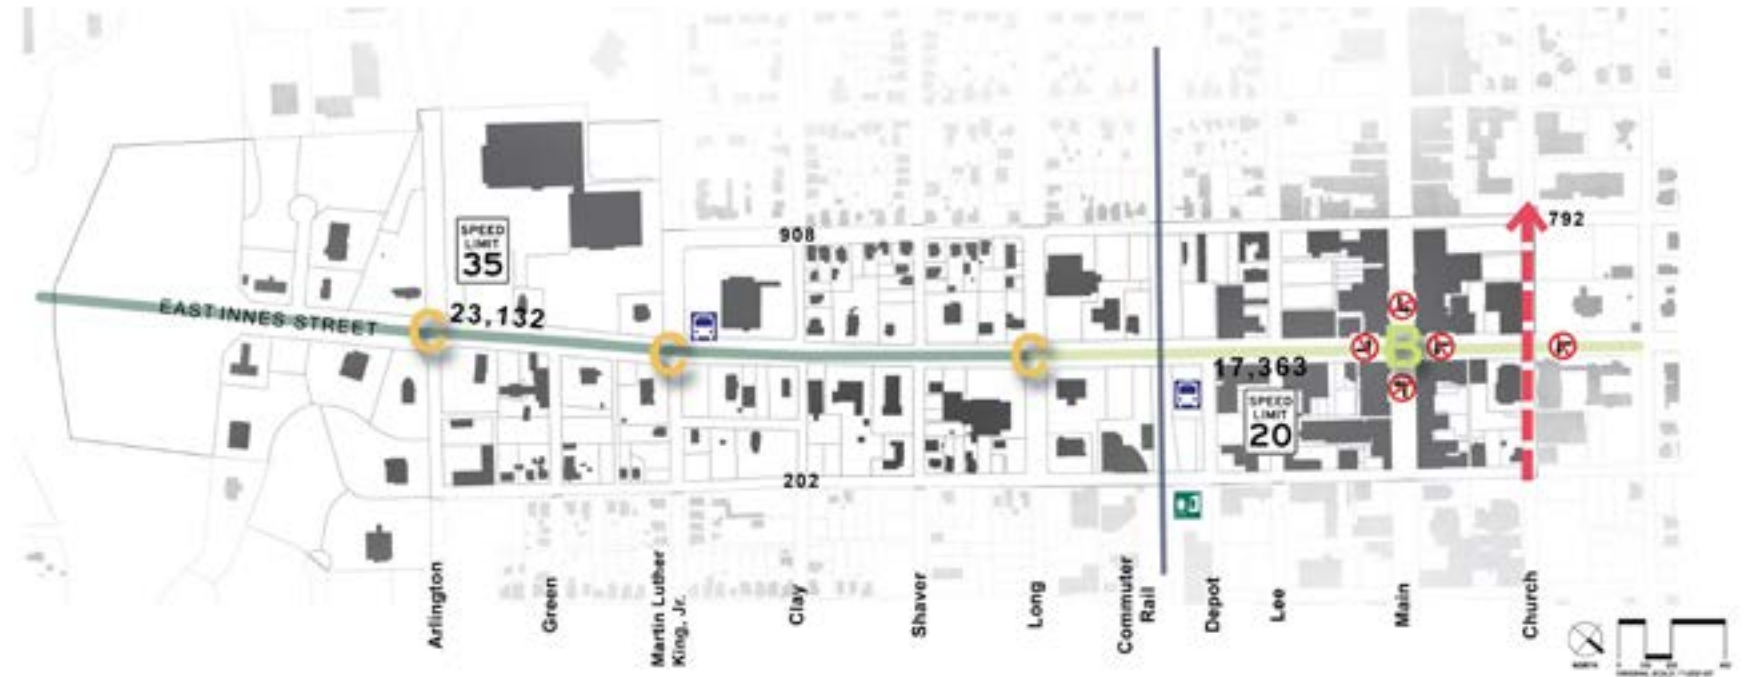 792
908
SPEED
LIMIT
35
EAST INNES STREET
C
23,132
C
C
B
17,363
SPEED
LIMIT
20
202
Arlington
Green
Martin Luther
King, Jr.
Clay
Shaver
Long
Commuter
Rail
Depot
Lee
Main
Church
NORTH